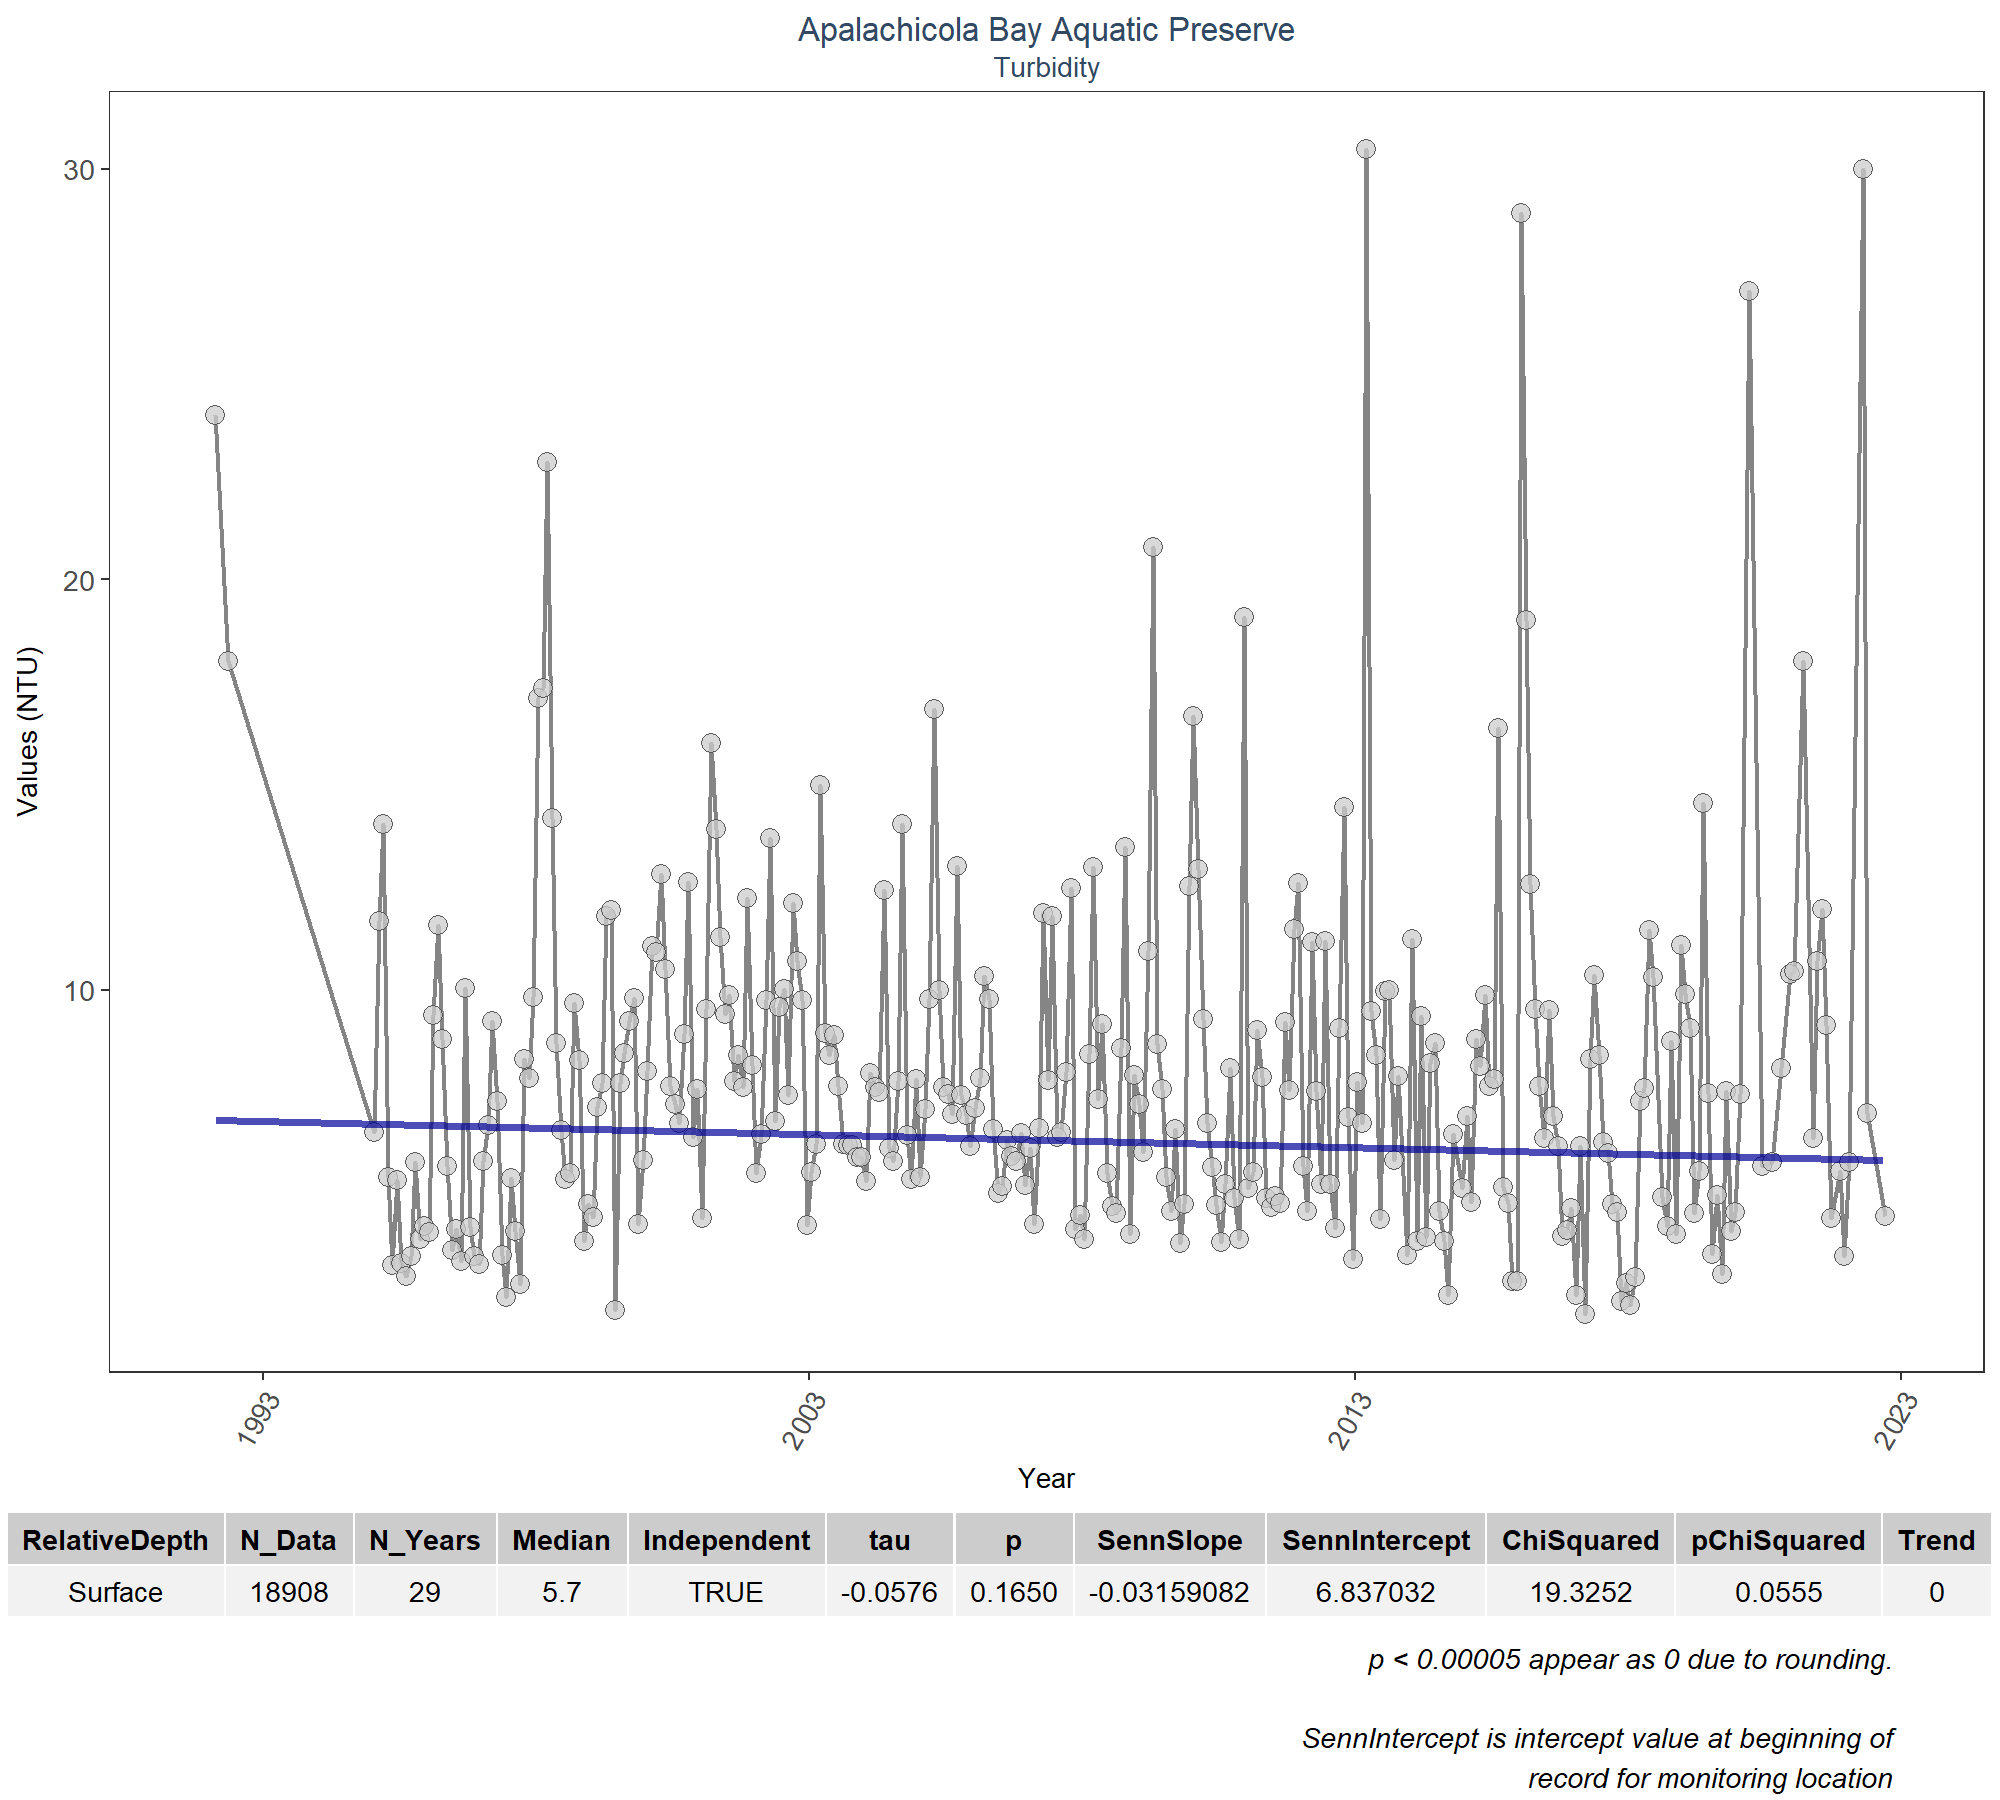 Apalachicola Bay Aquatic Preserve
Turbidity
30
20
10
Values (NTU)
1993
2003
2013
2023
Year
RelativeDepth N_Data N_Years Median Independent tau p SennSlope SennIntercept ChiSquared pChiSquared Trend
Surface 18908 29 5.7 TRUE -0.0576 0.1650 -0.03159082 6.837032 19.3252 0.0555 0
p < 0.00005 appear as 0 due to rounding.
SennIntercept is intercept value at beginning of
record for monitoring location